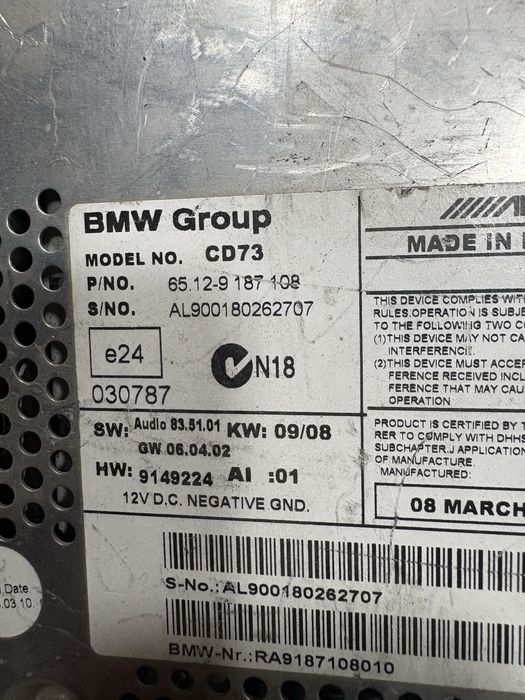 BMW Group
MODEL NO. CD73
P/NO. 65.12-9 187 108
S/NO. AL900180262707
e24
N18
030787
SW: Audio 83.51.01 KW: 09/08
GW 06.04.02
HW: 9149224 AI :01
12V D.C. NEGATIVE GND.
MADE IN
THIS DEVICE COMPLIES WITH
RULES.OPERATION IS SUBJE
TO THE FOLLOWING TWO C
(1)THIS DEVICE MAY NOT CA
INTERFERENCE.
(2)THIS DEVICE MUST ACCEP
FERENCE RECEIVED INCL
FERENCE THAT MAY CAU
OPERATION
PRODUCT IS CERTIFIED BY T
RER TO COMPLY WITH DHHS
SUBCHAPTER.J APPLICATION
OF MANUFACTURE.
MANUFACTURED:
08 MARCH
S-No.:AL900180262707
BMW-Nr.:RA9187108010
.Date
.03.10